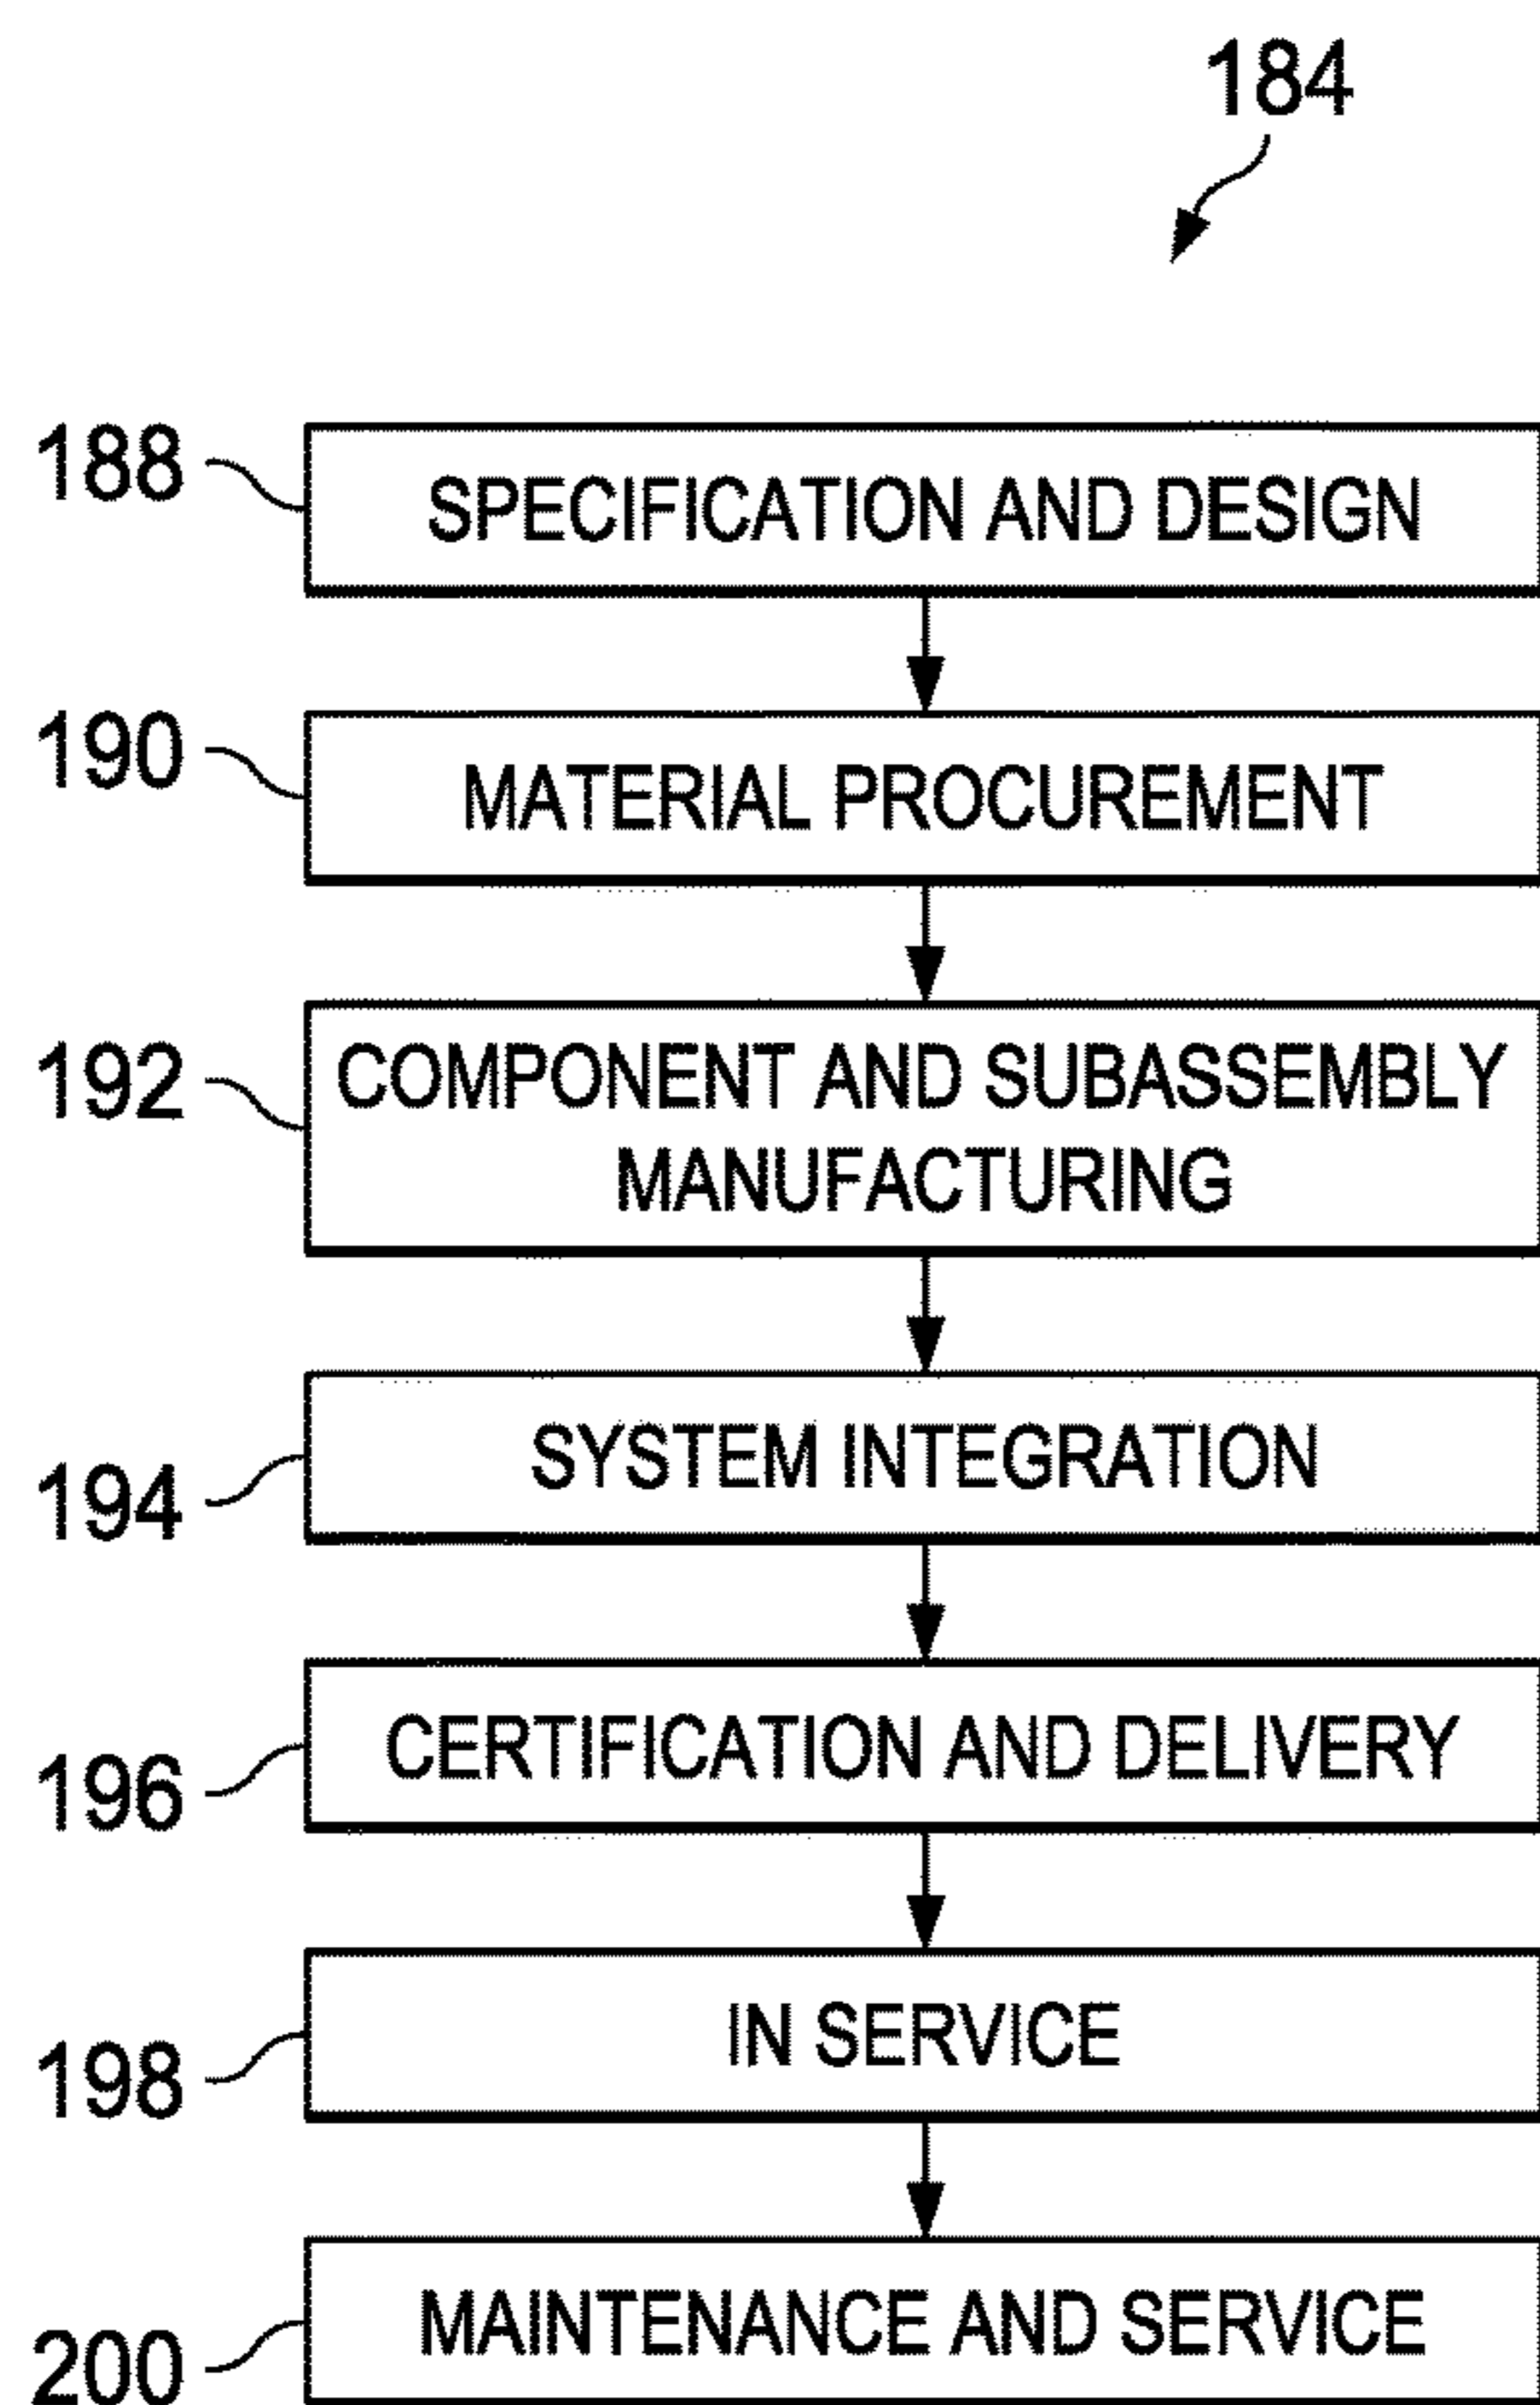 184
188
SPECIFICATION AND DESIGN
190
MATERIAL PROCUREMENT
192
COMPONENT AND SUBASSEMBLY
MANUFACTURING
194
SYSTEM INTEGRATION
196
CERTIFICATION AND DELIVERY
198
IN SERVICE
200
MAINTENANCE AND SERVICE